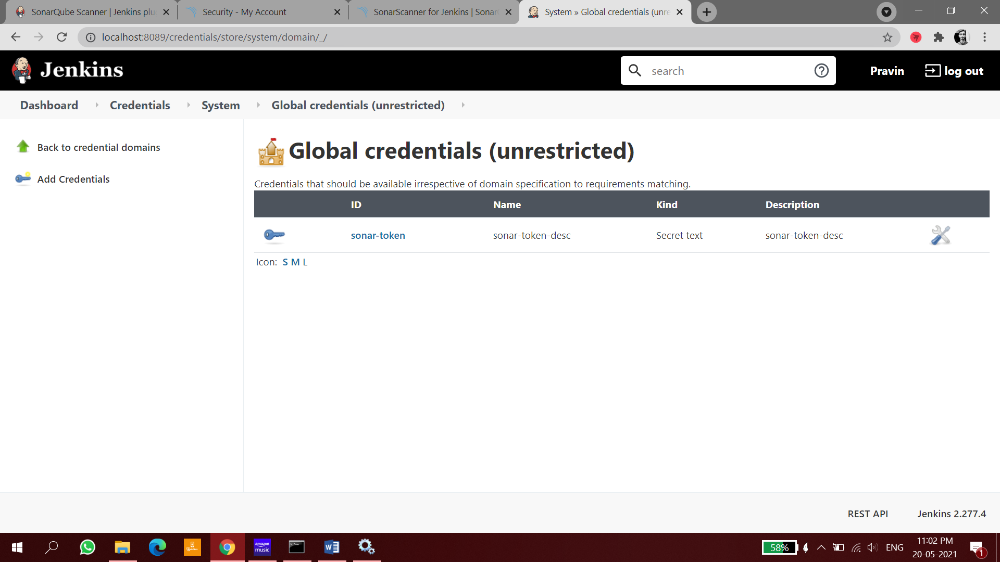 SonarQube Scanner | Jenkins plu
Security - My Account
SonarScanner for Jenkins | Sonar
System » Global credentials (unre
localhost:8089/credentials/store/system/domain/_/
Jenkins
search
Pravin
log out
Dashboard
Credentials
System
Global credentials (unrestricted)
Back to credential domains
Add Credentials
Global credentials (unrestricted)
Credentials that should be available irrespective of domain specification to requirements matching.
ID Name Kind Description
sonar-token sonar-token-desc Secret text sonar-token-desc
Icon: S M L
REST API
Jenkins 2.277.4
amazon
music
58%
ENG
11:02 PM
20-05-2021
1